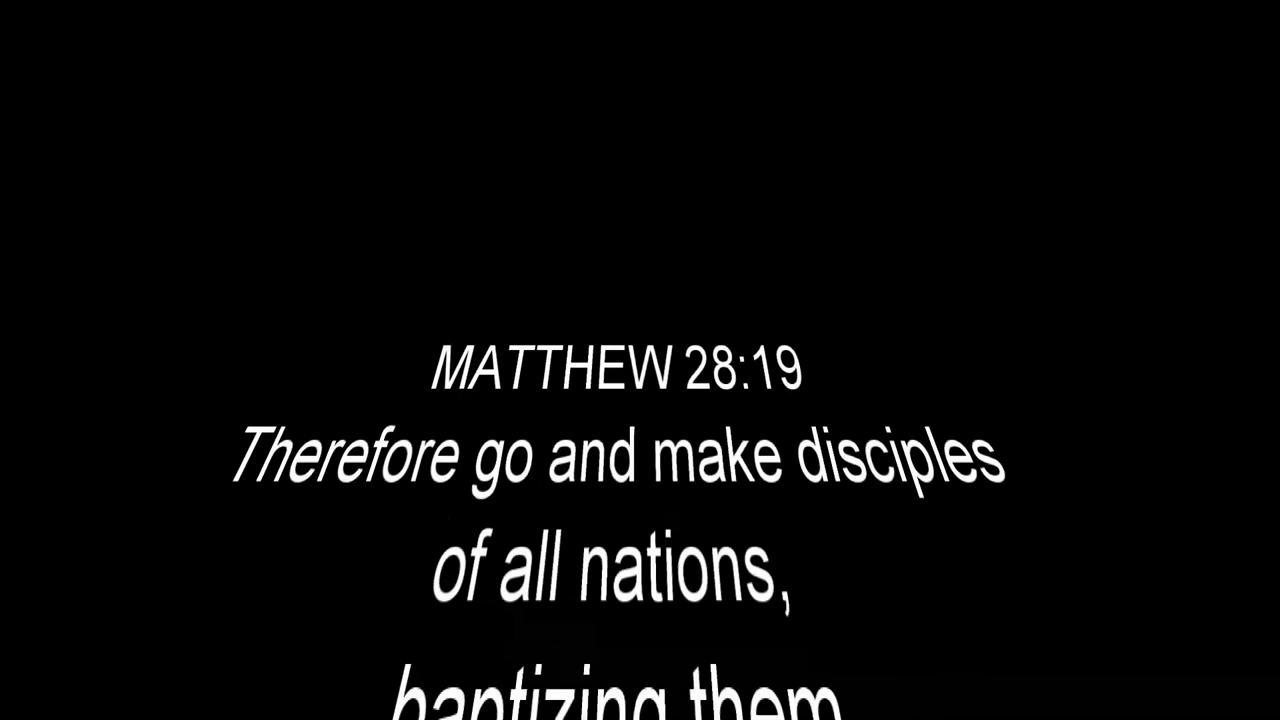 MATTHEW 28:19
Therefore go and make disciples
of all nations,
baptizing them